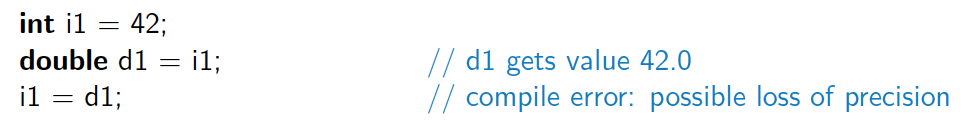 int i1 = 42;
double d1 = i1; // d1 gets value 42.0
i1 = d1; // compile error: possible loss of precision